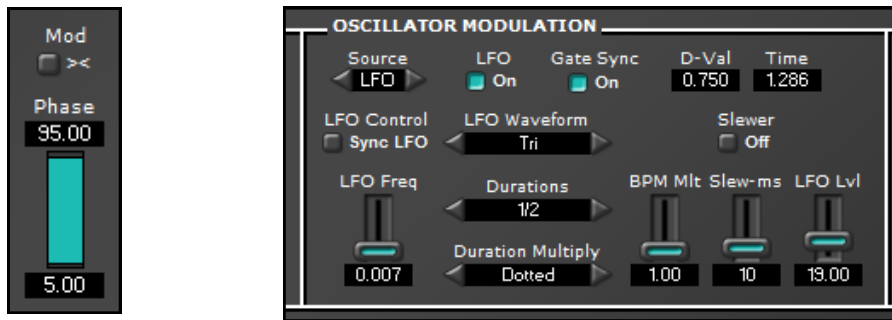 Mod
><
Phase
95.00
5.00
OSCILLATOR MODULATION
Source LFO Gate Sync D-Val Time
LFO On On 0.750 1.286
LFO Control LFO Waveform Slewer
Sync LFO Tri Off
LFO Freq Durations BPM Mlt Slew-ms LFO Lvl
1/2
Duration Multiply
0.007 Dotted 1.00 10 19.00